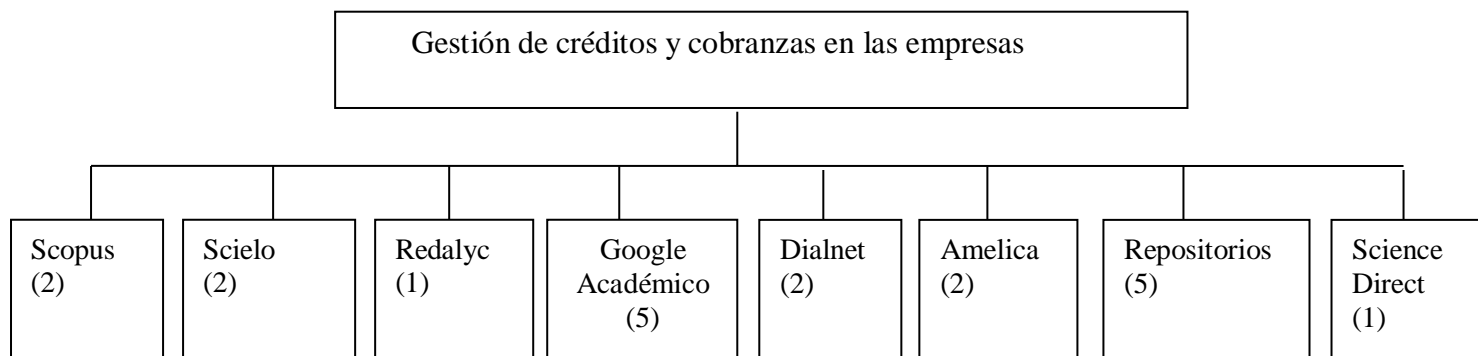 Gestión de créditos y cobranzas en las empresas
Scopus
(2)
Scielo
(2)
Redalyc
(1)
Google
Académico
(5)
Dialnet
(2)
Amelica
(2)
Repositorios
(5)
Science
Direct
(1)